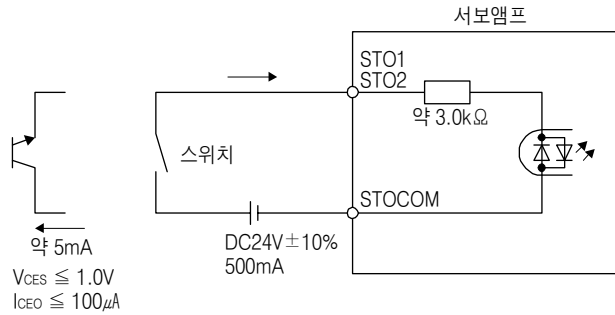 서보앰프
STO1
STO2
약 3.0kΩ
스위치
STOCOM
약 5mA
DC24V±10%
500mA
VCES ≦ 1.0V
ICEO ≦ 100μA